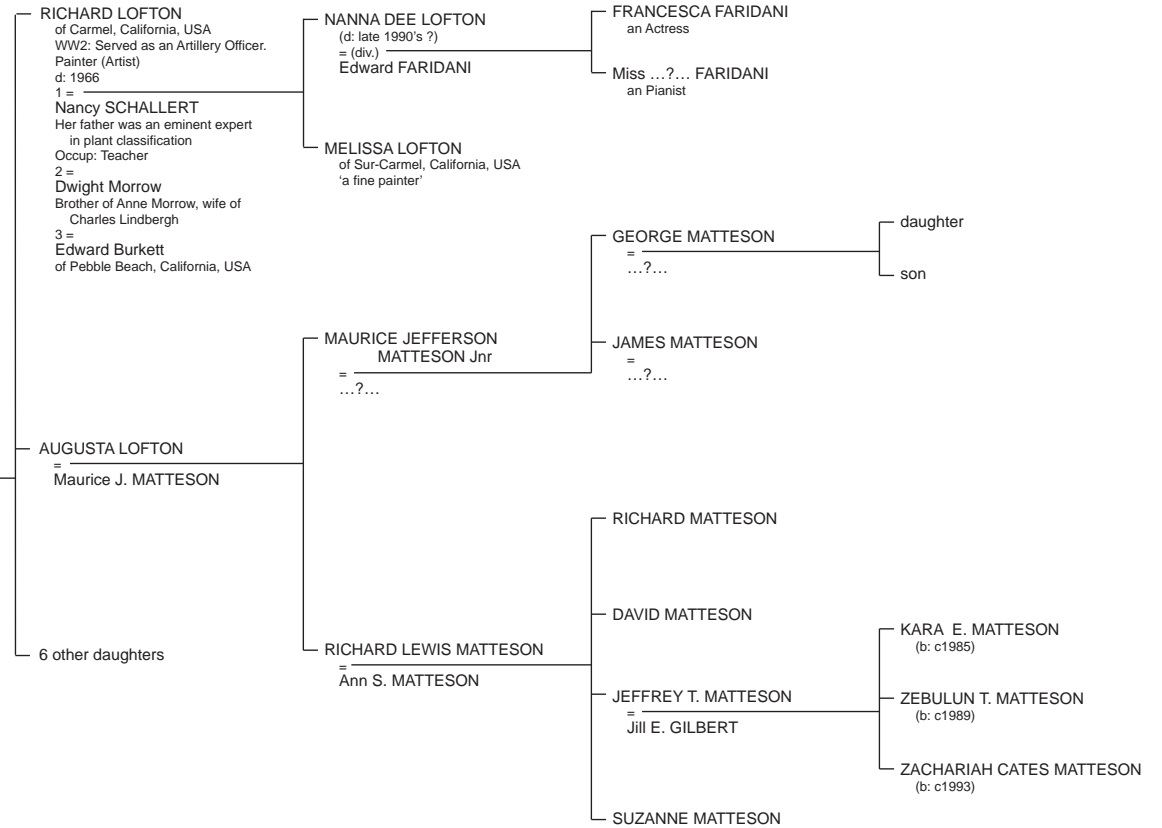 RICHARD LOFTON
of Carmel, California, USA
WW2: Served as an Artillery Officer.
Painter (Artist)
d: 1966
1 =
Nancy SCHALLERT
Her father was an eminent expert
in plant classification
Occup: Teacher
2 =
Dwight Morrow
Brother of Anne Morrow, wife of
Charles Lindbergh
3 =
Edward Burkett
of Pebble Beach, California, USA
NANNA DEE LOFTON
(d: late 1990's ?)
= (div.)
Edward FARIDANI
FRANCESCA FARIDANI
an Actress
Miss …?… FARIDANI
an Pianist
MELISSA LOFTON
of Sur-Carmel, California, USA
‘a fine painter’
AUGUSTA LOFTON
=
Maurice J. MATTESON
MAURICE JEFFERSON
MATTESON Jnr
=
…?…
GEORGE MATTESON
=
…?…
daughter
son
JAMES MATTESON
=
…?…
RICHARD LEWIS MATTESON
=
Ann S. MATTESON
RICHARD MATTESON
DAVID MATTESON
JEFFREY T. MATTESON
=
Jill E. GILBERT
KARA E. MATTESON
(b: c1985)
ZEBULUN T. MATTESON
(b: c1989)
ZACHARIAH CATES MATTESON
(b: c1993)
SUZANNE MATTESON
6 other daughters